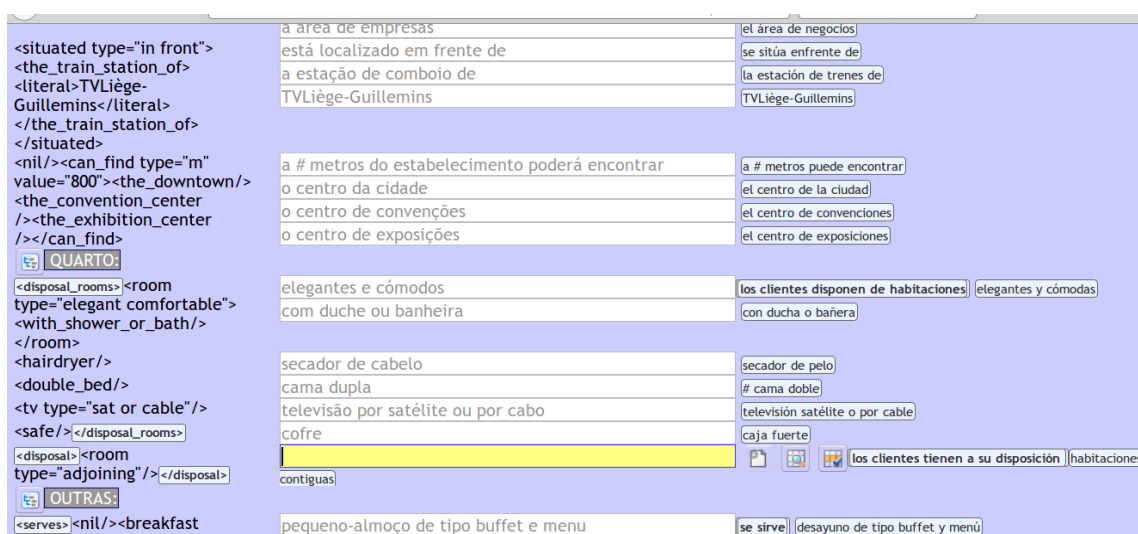 a área de empresas el área de negocios
<situated type="in front"> está localizado em frente de se sitúa enfrente de
<the_train_station_of> a estação de comboio de la estación de trenes de
<literal>TVLiège- TVLiège-Guillemins TVLiège-Guillemins
Guillemins</literal>
</the_train_station_of>
</situated>
<nil/><can_find type="m" a # metros do estabelecimento poderá encontrar a # metros puede encontrar
value="800"><the_downtown/> o centro da cidade el centro de la ciudad
<the_convention_center o centro de convenções el centro de convenciones
/><the_exhibition_center
/></can_find> o centro de exposições el centro de exposiciones
QUARTO:
<disposal_rooms><room elegantes e cómodos los clientes disponen de habitaciones elegantes y cómodas
type="elegant comfortable"> com duche ou banheira con ducha o bañera
<with_shower_or_bath/>
</room>
<hairdryer/> secador de cabelo secador de pelo
<double_bed/> cama dupla # cama doble
<tv type="sat or cable"/> televisão por satélite ou por cabo televisión satélite o por cable
<safe/></disposal_rooms> cofre caja fuerte
<disposal><room los clientes tienen a su disposición habitaciones
type="adjoining"/></disposal> contiguas
OUTRAS:
<serves><nil/><breakfast pequeno-almoço de tipo buffet e menu se sirve desayuno de tipo buffet y menú